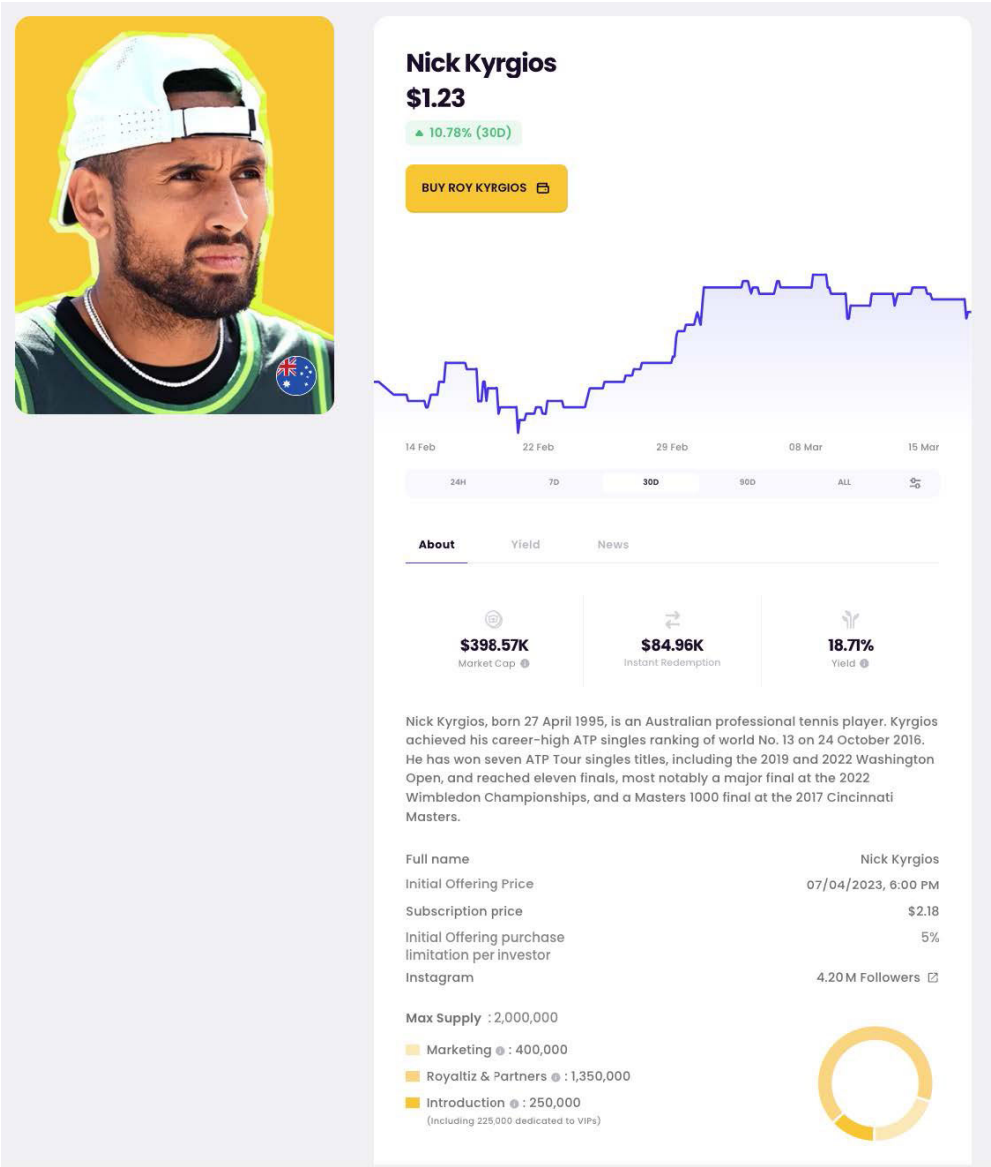 Nick Kyrgios
$1.23
▲ 10.78% (30D)
BUY ROY KYRGIOS
14 Feb 22 Feb 29 Feb 08 Mar 15 Mar
24H 7D 30D 90D ALL
About Yield News
$398.57K $84.96K 18.71%
Market Cap Instant Redemption Yield
Nick Kyrgios, born 27 April 1995, is an Australian professional tennis player. Kyrgios
achieved his career-high ATP singles ranking of world No. 13 on 24 October 2016.
He has won seven ATP Tour singles titles, including the 2019 and 2022 Washington
Open, and reached eleven finals, most notably a major final at the 2022
Wimbledon Championships, and a Masters 1000 final at the 2017 Cincinnati
Masters.
Full name Nick Kyrgios
Initial Offering Price 07/04/2023, 6:00 PM
Subscription price $2.18
Initial Offering purchase 5%
limitation per investor
Instagram 4.20 M Followers
Max Supply : 2,000,000
Marketing : 400,000
Royaltiz & Partners : 1,350,000
Introduction : 250,000
(Including 225,000 dedicated to VIPs)